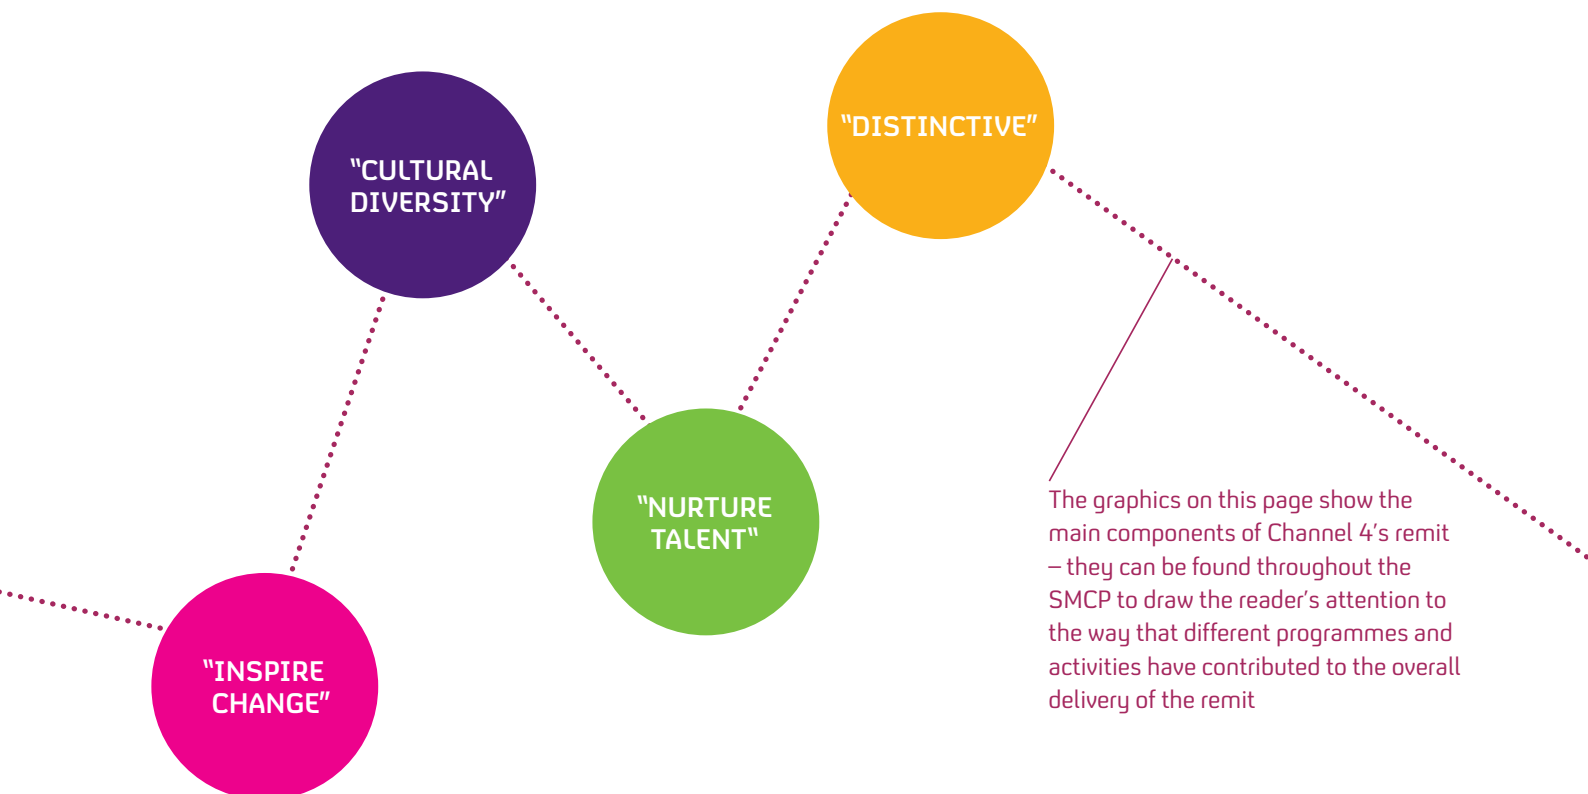 “CULTURAL
DIVERSITY”
“DISTINCTIVE”
“NURTURE
TALENT“
“INSPIRE
CHANGE”
The graphics on this page show the
main components of Channel 4’s remit
– they can be found throughout the
SMCP to draw the reader’s attention to
the way that different programmes and
activities have contributed to the overall
delivery of the remit